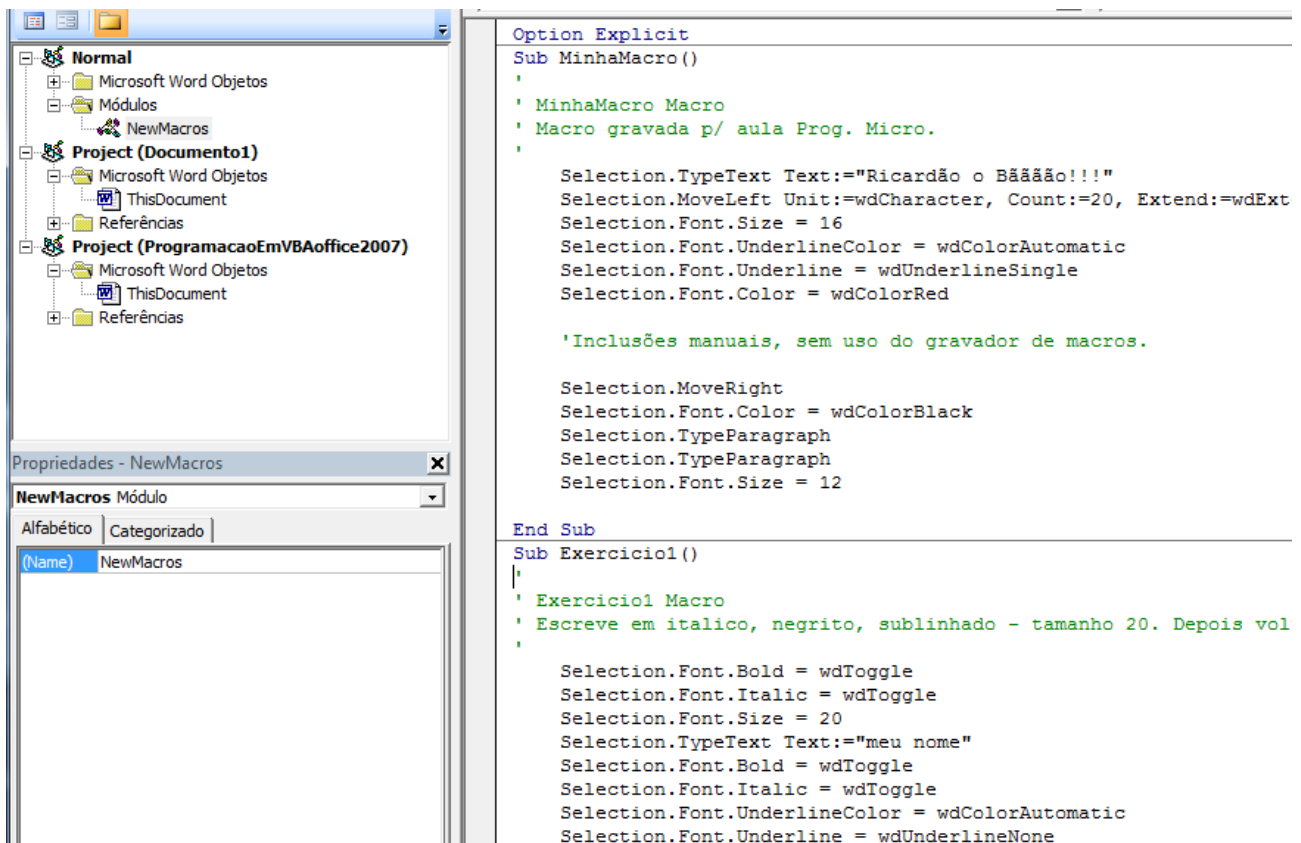 Normal
Microsoft Word Objetos
Módulos
NewMacros
Project (Documento1)
Microsoft Word Objetos
ThisDocument
Referências
Project (ProgramacaoEmVBAoffice2007)
Microsoft Word Objetos
ThisDocument
Referências
Propriedades - NewMacros
NewMacros Módulo
Alfabético Categorizado
(Name) NewMacros
Option Explicit
Sub MinhaMacro()
'
' MinhaMacro Macro
' Macro gravada p/ aula Prog. Micro.
'
Selection.TypeText Text:="Ricardão o Bãããão!!!"
Selection.MoveLeft Unit:=wdCharacter, Count:=20, Extend:=wdExt
Selection.Font.Size = 16
Selection.Font.UnderlineColor = wdColorAutomatic
Selection.Font.Underline = wdUnderlineSingle
Selection.Font.Color = wdColorRed
'Inclusões manuais, sem uso do gravador de macros.
Selection.MoveRight
Selection.Font.Color = wdColorBlack
Selection.TypeParagraph
Selection.TypeParagraph
Selection.Font.Size = 12
End Sub
Sub Exercicio1()
'
' Exercicio1 Macro
' Escreve em italico, negrito, sublinhado - tamanho 20. Depois vol
'
Selection.Font.Bold = wdToggle
Selection.Font.Italic = wdToggle
Selection.Font.Size = 20
Selection.TypeText Text:="meu nome"
Selection.Font.Bold = wdToggle
Selection.Font.Italic = wdToggle
Selection.Font.UnderlineColor = wdColorAutomatic
Selection.Font.Underline = wdUnderlineNone